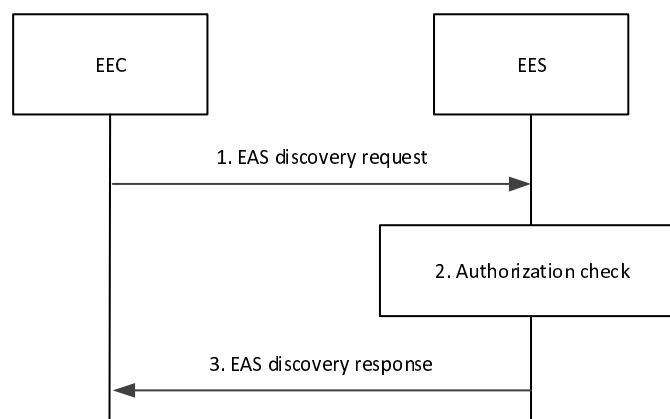 EEC
EES
1. EAS discovery request
2. Authorization check
3. EAS discovery response